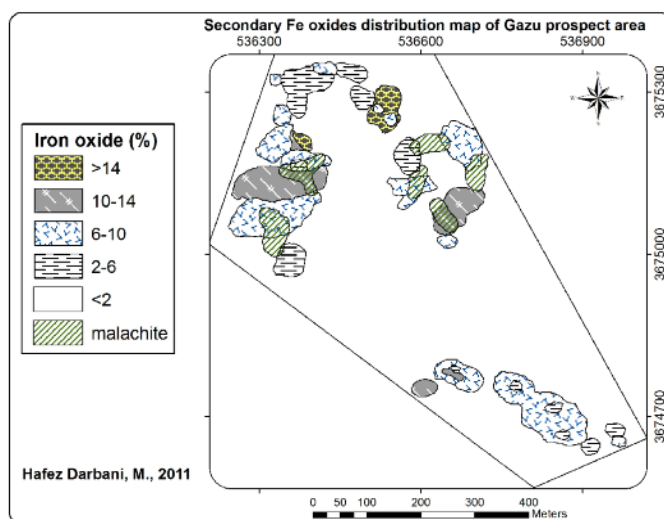 Secondary Fe oxides distribution map of Gazu prospect area
536300 536600 536900
3675300
3675000
3674700
Iron oxide (%)
>14
10-14
6-10
2-6
<2
malachite
Hafez Darbani, M., 2011
0 50 100 200 300 400
Meters